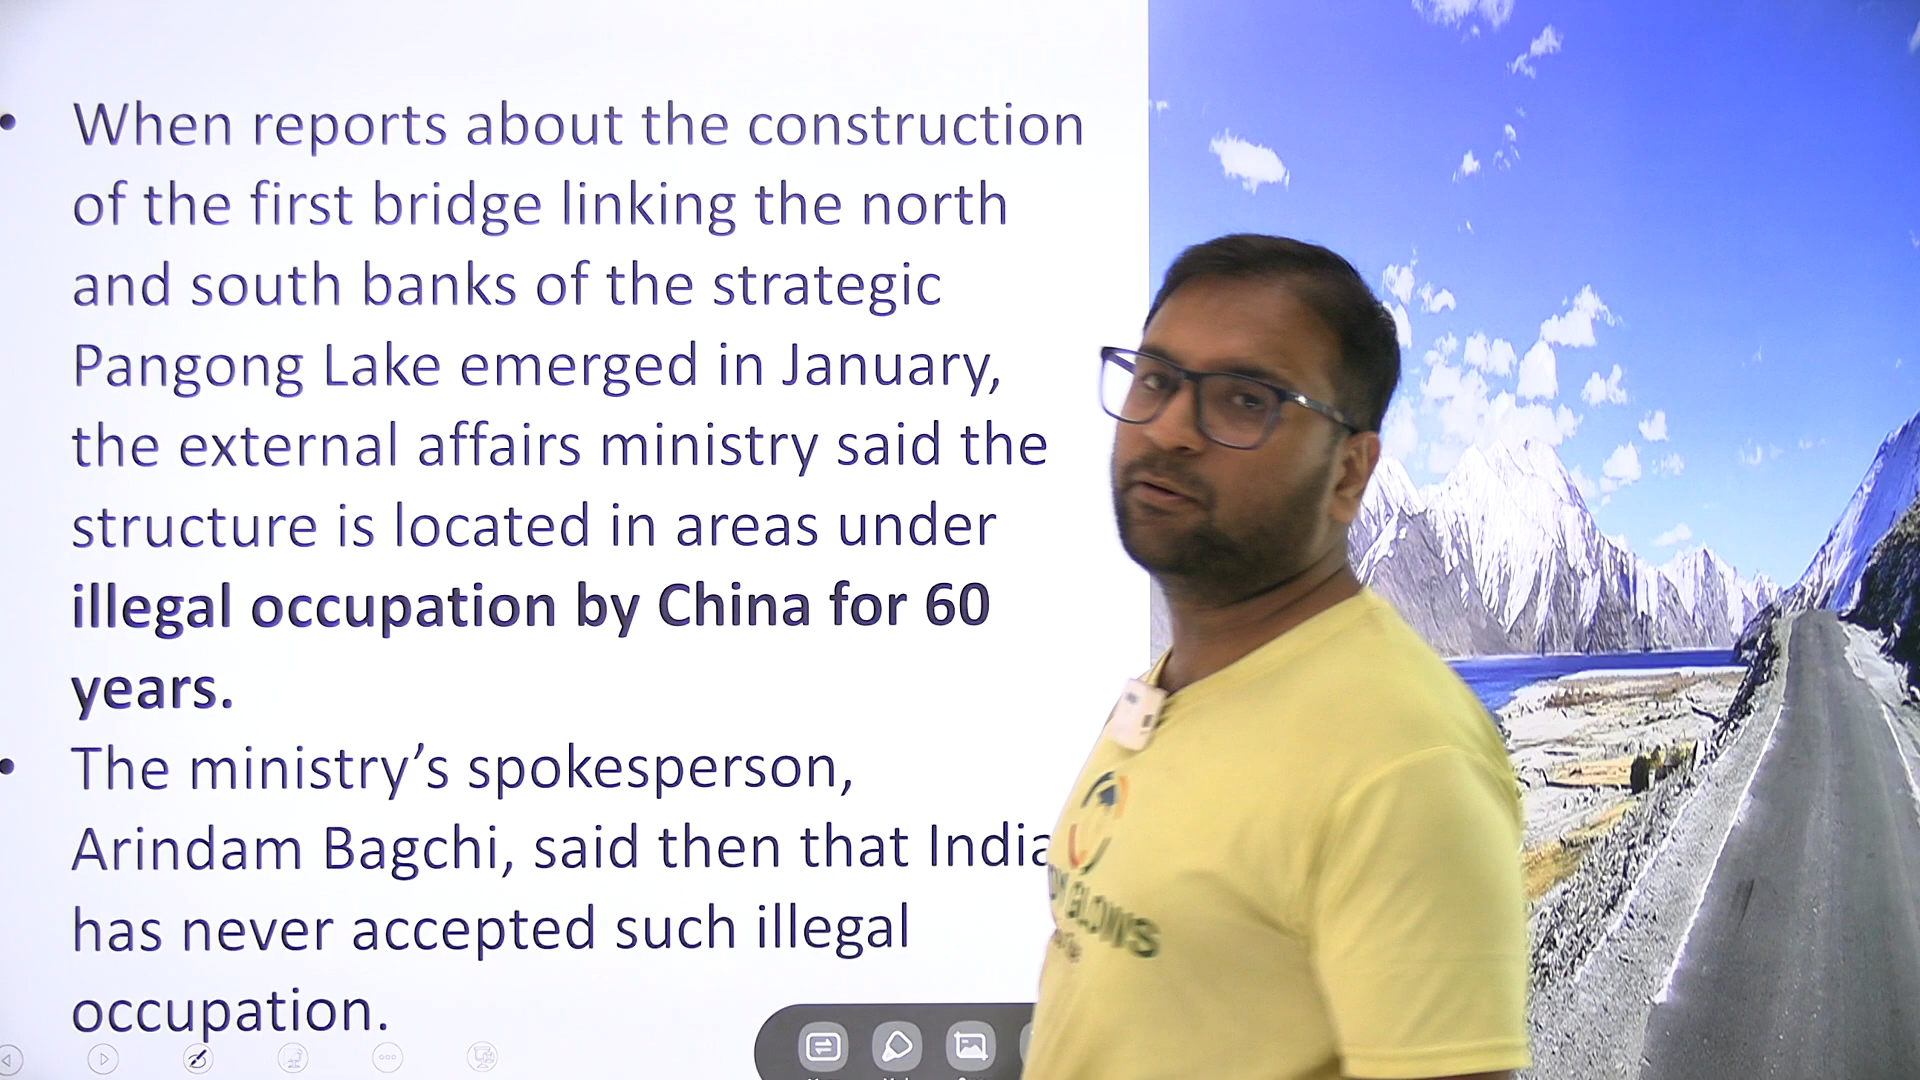 • When reports about the construction
of the first bridge linking the north
and south banks of the strategic
Pangong Lake emerged in January,
the external affairs ministry said the
structure is located in areas under
illegal occupation by China for 60
years.
• The ministry’s spokesperson,
Arindam Bagchi, said then that India
has never accepted such illegal
occupation.